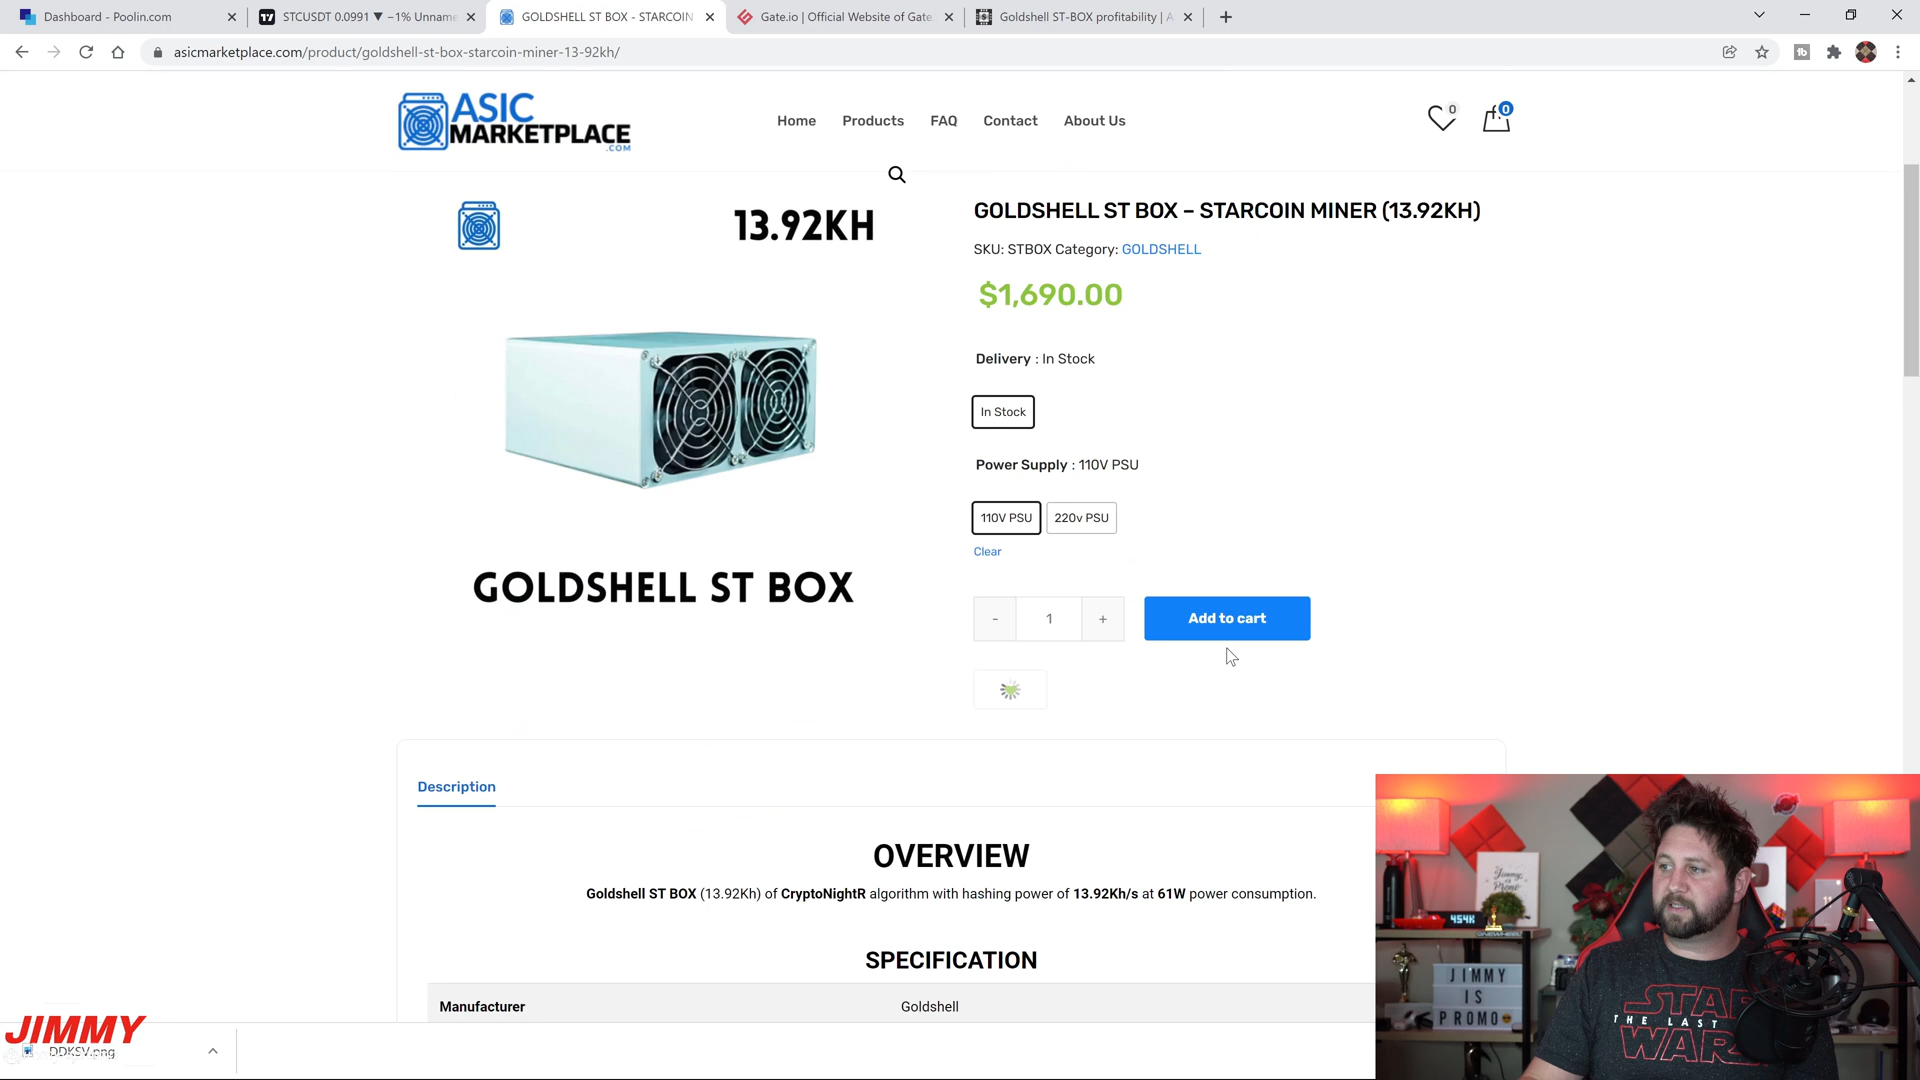 Dashboard - Poolin.com
STCUSDT 0.0991 ▼ −1% Unname
GOLDSHELL ST BOX - STARCOIN
Gate.io | Official Website of Gate.
Goldshell ST-BOX profitability | A
asicmarketplace.com/product/goldshell-st-box-starcoin-miner-13-92kh/
ASIC
MARKETPLACE
.COM
Home
Products
FAQ
Contact
About Us
0
0
13.92KH
GOLDSHELL ST BOX
GOLDSHELL ST BOX – STARCOIN MINER (13.92KH)
SKU: STBOX Category: GOLDSHELL
$1,690.00
Delivery : In Stock
In Stock
Power Supply : 110V PSU
110V PSU
220v PSU
Clear
- 1 +
Add to cart
Description
OVERVIEW
Goldshell ST BOX (13.92Kh) of CryptoNightR algorithm with hashing power of 13.92Kh/s at 61W power consumption.
SPECIFICATION
Manufacturer
Goldshell
JIMMY
DDKSV.png
454K
ONEWHEEL
JIMMY
IS
PROMO
STAR
THE LAST
WARS